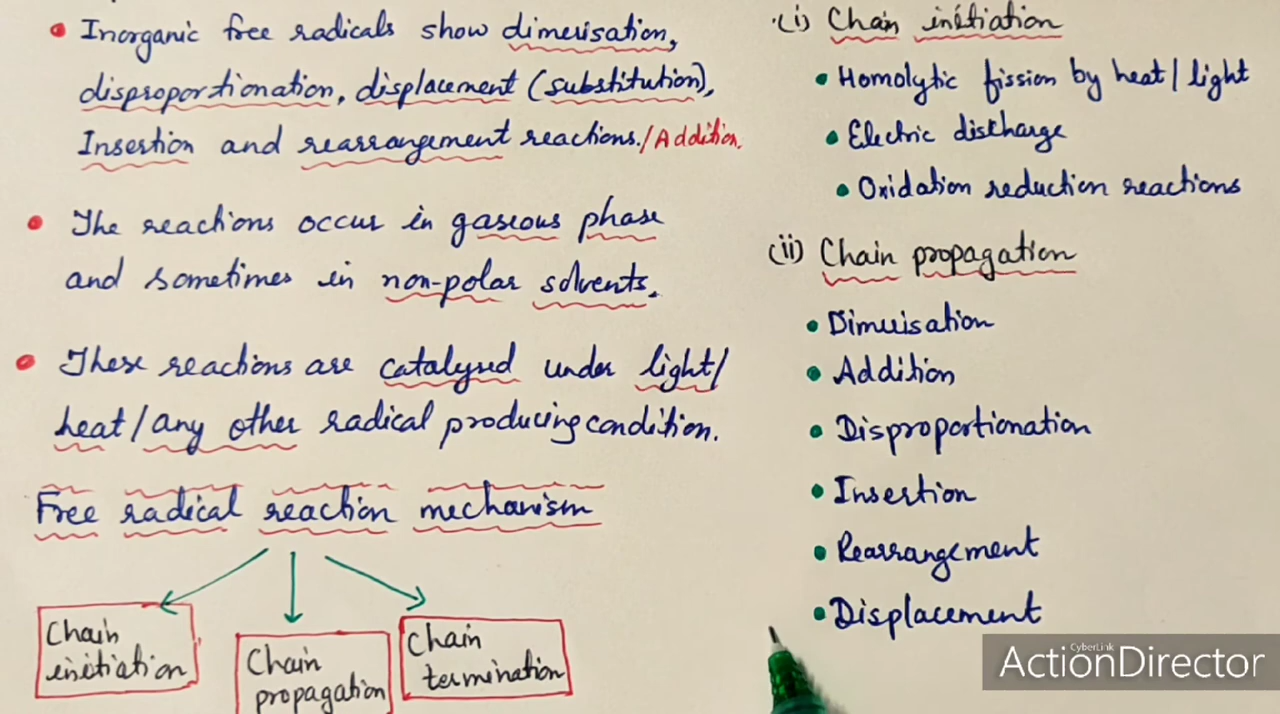 • Inorganic free radicals show dimerisation,
disproportionation, displacement (substitution),
Insertion and rearrangement reactions./Addition.
• The reactions occur in gaseous phase
and sometimes in non-polar solvents.
• These reactions are catalysed under light/
heat/any other radical producing condition.
Free radical reaction mechanism
Chain
initiation
Chain
propagation
Chain
termination
(i) Chain initiation
• Homolytic fission by heat/light
• Electric discharge
• Oxidation reduction reactions
(ii) Chain propagation
• Dimerisation
• Addition
• Disproportionation
• Insertion
• Rearrangement
• Displacement
CyberLink
ActionDirector